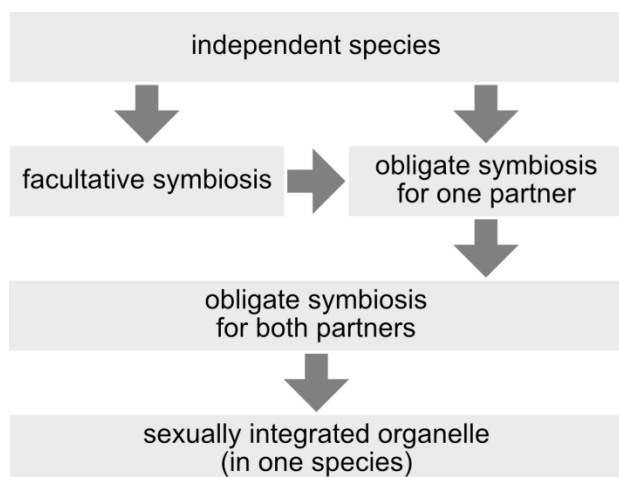 independent species
facultative symbiosis
obligate symbiosis
for one partner
obligate symbiosis
for both partners
sexually integrated organelle
(in one species)